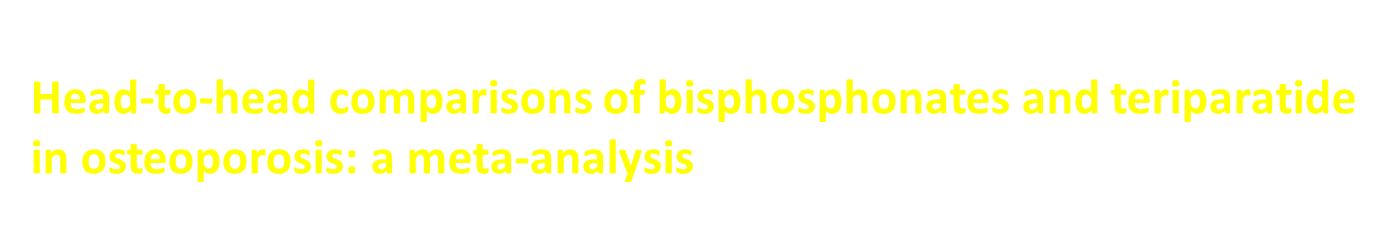 Head-to-head comparisons of bisphosphonates and teriparatide
in osteoporosis: a meta-analysis